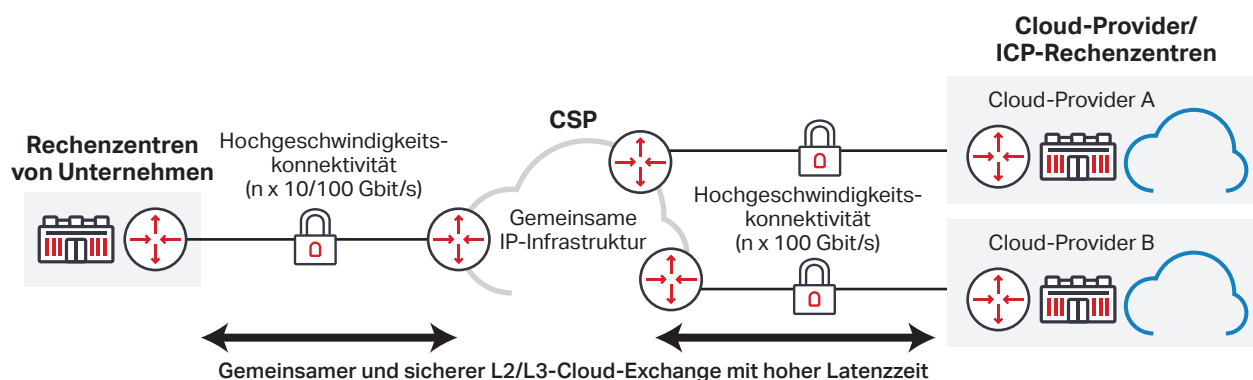 Rechenzentren
von Unternehmen
Hochgeschwindigkeits-
konnektivität
(n x 10/100 Gbit/s)
CSP
Gemeinsame
IP-Infrastruktur
Hochgeschwindigkeits-
konnektivität
(n x 100 Gbit/s)
Cloud-Provider/
ICP-Rechenzentren
Cloud-Provider A
Cloud-Provider B
Gemeinsamer und sicherer L2/L3-Cloud-Exchange mit hoher Latenzzeit